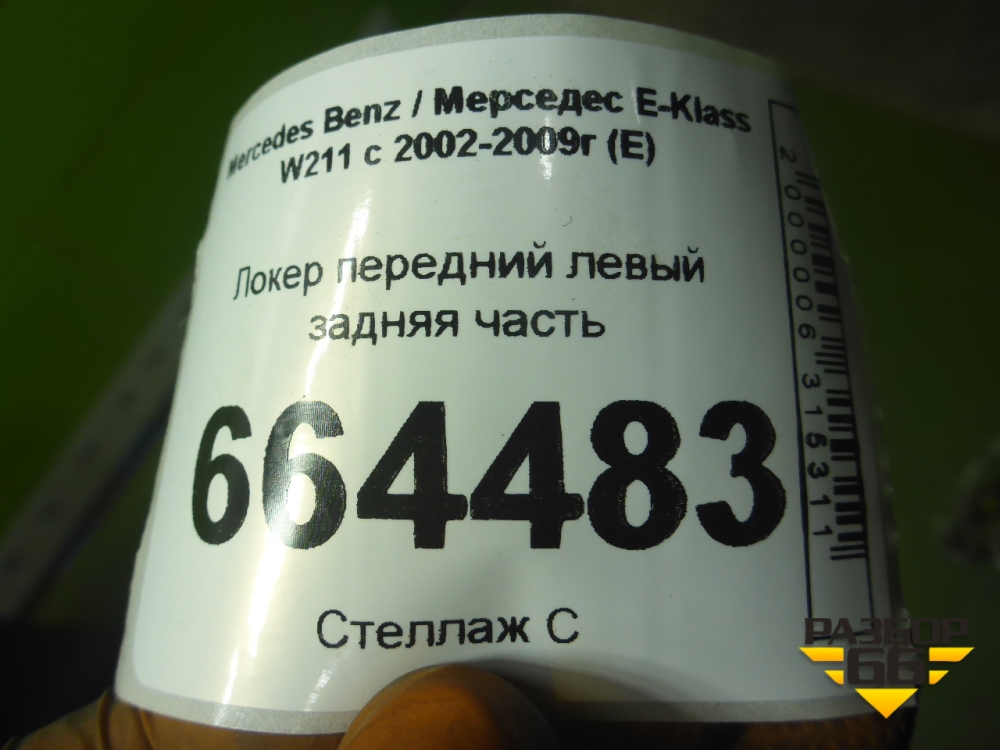 Mercedes Benz / Мерседес E-Klass
W211 с 2002-2009г (E)
Локер передний левый
задняя часть
664483
Стеллаж С
2000006315311
РАЗБОР
66